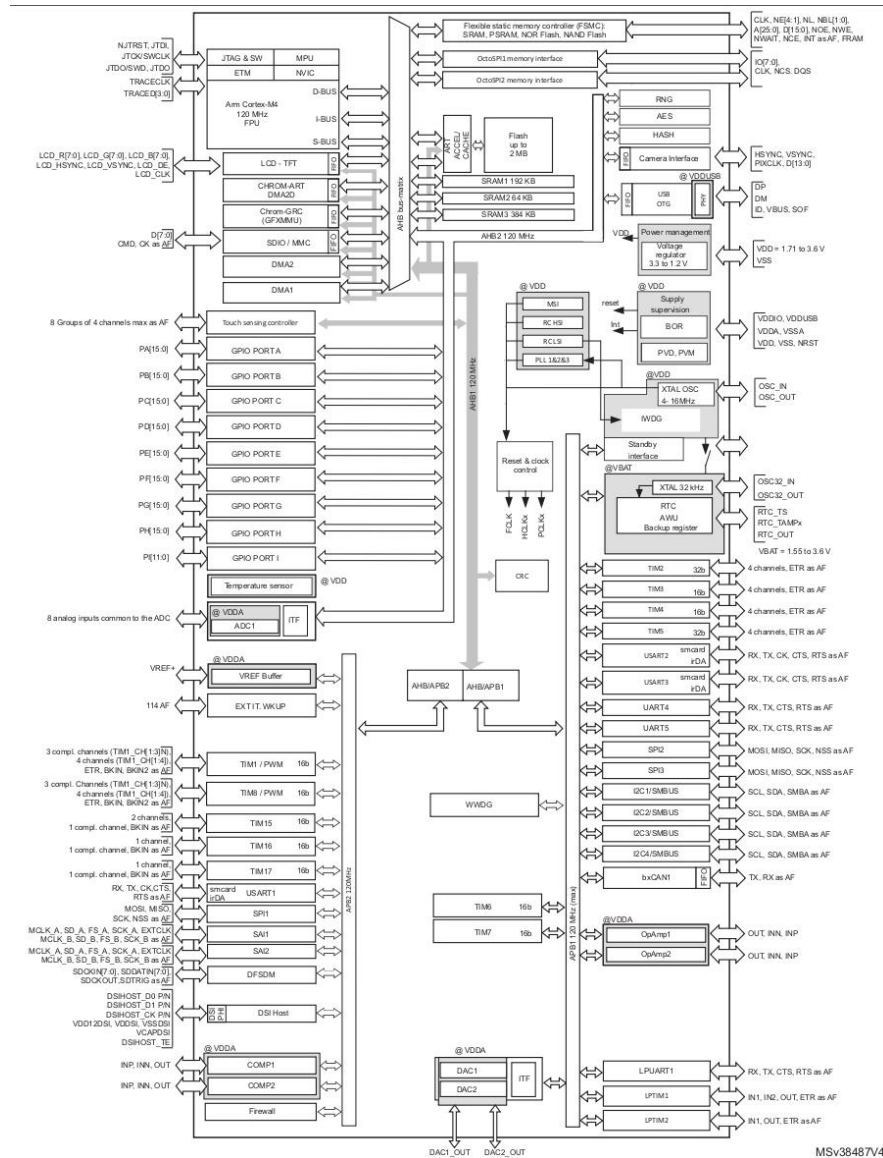 CLK, NE[4:1], NL, NBL[1:0],
A[25:0], D[15:0], NOE, NWE,
NWAIT, NCE, INT as AF, FRAM
Flexible static memory controller (FSMC):
SRAM, PSRAM, NOR Flash, NAND Flash
NJTRST, JTDI,
JTCK/SWCLK
JTDO/SWD, JTDO
TRACECLK
TRACED[3:0]
JTAG & SW
MPU
ETM
NVIC
Arm Cortex-M4
120 MHz
FPU
D-BUS
I-BUS
S-BUS
OctoSPI1 memory interface
OctoSPI2 memory interface
IO[7:0],
CLK, NCS. DQS
RNG
AES
HASH
FIFO
Camera Interface
HSYNC, VSYNC,
PIXCLK, D[13:0]
ART
ACCEL/
CACHE
Flash
up to
2 MB
AHB bus-matrix
LCD_R[7:0], LCD_G[7:0], LCD_B[7:0],
LCD_HSYNC, LCD_VSYNC, LCD_DE,
LCD_CLK
LCD - TFT
FIFO
CHROM-ART
DMA2D
FIFO
Chrom-GRC
(GFXMMU)
FIFO
D[7:0]
CMD, CK as AF
SDIO / MMC
FIFO
DMA2
DMA1
SRAM1 192 KB
SRAM2 64 KB
SRAM3 384 KB
AHB2 120 MHz
@ VDDUSB
FIFO
USB
OTG
PHY
DP
DM
ID, VBUS, SOF
VDD
Power management
Voltage
regulator
3.3 to 1.2 V
VDD = 1.71 to 3.6 V
VSS
8 Groups of 4 channels max as AF
Touch sensing controller
PA[15:0]
GPIO PORT A
PB[15:0]
GPIO PORT B
PC[15:0]
GPIO PORT C
PD[15:0]
GPIO PORT D
PE[15:0]
GPIO PORT E
PF[15:0]
GPIO PORT F
PG[15:0]
GPIO PORT G
PH[15:0]
GPIO PORT H
PI[11:0]
GPIO PORT I
Temperature sensor
@ VDD
8 analog inputs common to the ADC
@ VDDA
ADC1
ITF
AHB1 120 MHz
@ VDD
MSI
RC HSI
RC LSI
PLL 1&2&3
@ VDD
reset
Int
Supply
supervision
BOR
PVD, PVM
VDDIO, VDDUSB
VDDA, VSSA
VDD, VSS, NRST
@VDD
XTAL OSC
4- 16MHz
IWDG
OSC_IN
OSC_OUT
Standby
interface
@VBAT
XTAL 32 kHz
RTC
AWU
Backup register
OSC32_IN
OSC32_OUT
RTC_TS
RTC_TAMPx
RTC_OUT
VBAT = 1.55 to 3.6 V
Reset & clock
control
FCLK
HCLKx
PCLKx
CRC
AHB/APB2
AHB/APB1
VREF+
@ VDDA
VREF Buffer
114 AF
EXT IT. WKUP
3 compl. channels (TIM1_CH[1:3]N),
4 channels (TIM1_CH[1:4]),
ETR, BKIN, BKIN2 as AF
TIM1 / PWM
16b
3 compl. Channels (TIM1_CH[1:3]N),
4 channels (TIM1_CH[1:4]),
ETR, BKIN, BKIN2 as AF
TIM8 / PWM
16b
2 channels,
1 compl. channel, BKIN as AF
TIM15
16b
1 channel,
1 compl. channel, BKIN as AF
TIM16
16b
1 channel,
1 compl. channel, BKIN as AF
TIM17
16b
RX, TX, CK,CTS,
RTS as AF
smcard
irDA
USART1
MOSI, MISO,
SCK, NSS as AF
SPI1
MCLK_A, SD_A, FS_A, SCK_A, EXTCLK
MCLK_B, SD_B, FS_B, SCK_B as AF
SAI1
MCLK_A, SD_A, FS_A, SCK_A, EXTCLK
MCLK_B, SD_B, FS_B, SCK_B as AF
SAI2
SDCKIN[7:0], SDDATIN[7:0],
SDCKOUT,SDTRIG as AF
DFSDM
DSIHOST_D0 P/N
DSIHOST_D1 P/N
DSIHOST_CK P/N
VDD12DSI, VDDSI, VSSDSI
VCAPDSI
DSIHOST_TE
DSI
PHI
DSI Host
@ VDDA
INP, INN, OUT
COMP1
INP, INN, OUT
COMP2
Firewall
APB2 120MHz
WWDG
TIM6
16b
TIM7
16b
@ VDDA
DAC1
DAC2
ITF
DAC1_OUT
DAC2_OUT
APB1 120 MHz (max)
TIM2
32b
4 channels, ETR as AF
TIM3
16b
4 channels, ETR as AF
TIM4
16b
4 channels, ETR as AF
TIM5
32b
4 channels, ETR as AF
USART2
smcard
irDA
RX, TX, CK, CTS, RTS as AF
USART3
smcard
irDA
RX, TX, CK, CTS, RTS as AF
UART4
RX, TX, CTS, RTS as AF
UART5
RX, TX, CTS, RTS as AF
SPI2
MOSI, MISO, SCK, NSS as AF
SPI3
MOSI, MISO, SCK, NSS as AF
I2C1/SMBUS
SCL, SDA, SMBA as AF
I2C2/SMBUS
SCL, SDA, SMBA as AF
I2C3/SMBUS
SCL, SDA, SMBA as AF
I2C4/SMBUS
SCL, SDA, SMBA as AF
bxCAN1
FIFO
TX, RX as AF
@VDDA
OpAmp1
OUT, INN, INP
OpAmp2
OUT, INN, INP
LPUART1
RX, TX, CTS, RTS as AF
LPTIM1
IN1, IN2, OUT, ETR as AF
LPTIM2
IN1, OUT, ETR as AF
MSv38487V4